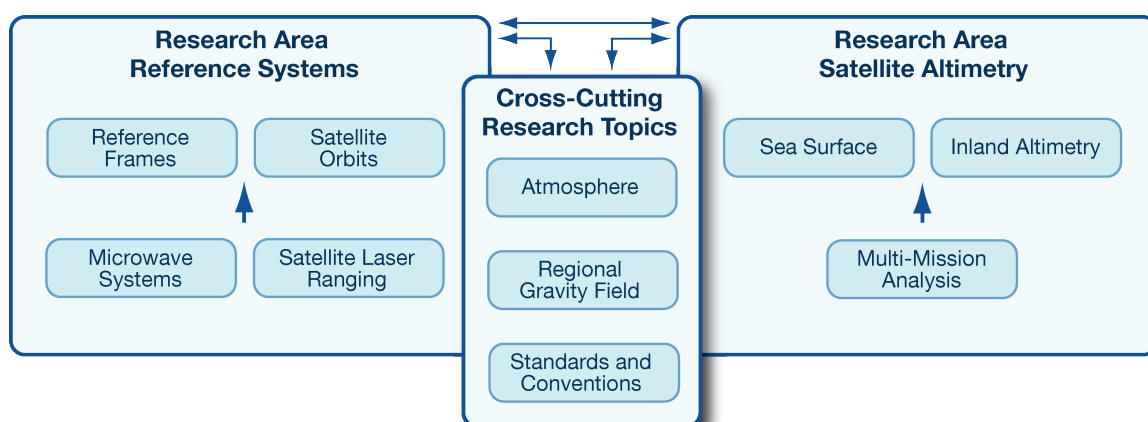 Research Area
Reference Systems
Reference
Frames
Satellite
Orbits
Microwave
Systems
Satellite Laser
Ranging
Cross-Cutting
Research Topics
Atmosphere
Regional
Gravity Field
Standards and
Conventions
Research Area
Satellite Altimetry
Sea Surface
Inland Altimetry
Multi-Mission
Analysis